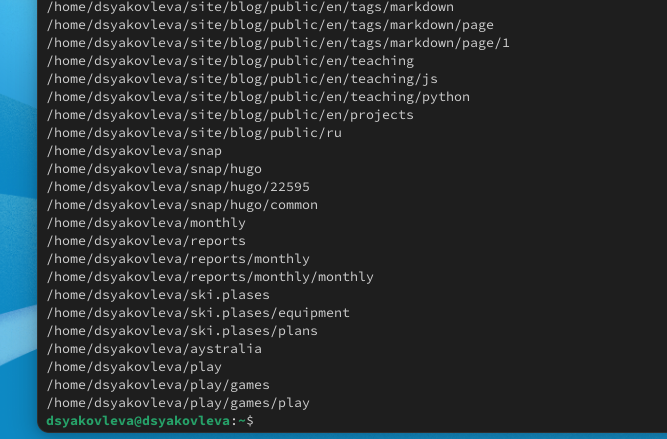 /home/dsyakovleva/site/blog/public/en/tags/markdown
/home/dsyakovleva/site/blog/public/en/tags/markdown/page
/home/dsyakovleva/site/blog/public/en/tags/markdown/page/1
/home/dsyakovleva/site/blog/public/en/teaching
/home/dsyakovleva/site/blog/public/en/teaching/js
/home/dsyakovleva/site/blog/public/en/teaching/python
/home/dsyakovleva/site/blog/public/en/projects
/home/dsyakovleva/site/blog/public/ru
/home/dsyakovleva/snap
/home/dsyakovleva/snap/hugo
/home/dsyakovleva/snap/hugo/22595
/home/dsyakovleva/snap/hugo/common
/home/dsyakovleva/monthly
/home/dsyakovleva/reports
/home/dsyakovleva/reports/monthly
/home/dsyakovleva/reports/monthly/monthly
/home/dsyakovleva/ski.plases
/home/dsyakovleva/ski.plases/equipment
/home/dsyakovleva/ski.plases/plans
/home/dsyakovleva/aystralia
/home/dsyakovleva/play
/home/dsyakovleva/play/games
/home/dsyakovleva/play/games/play
dsyakovleva@dsyakovleva:~$